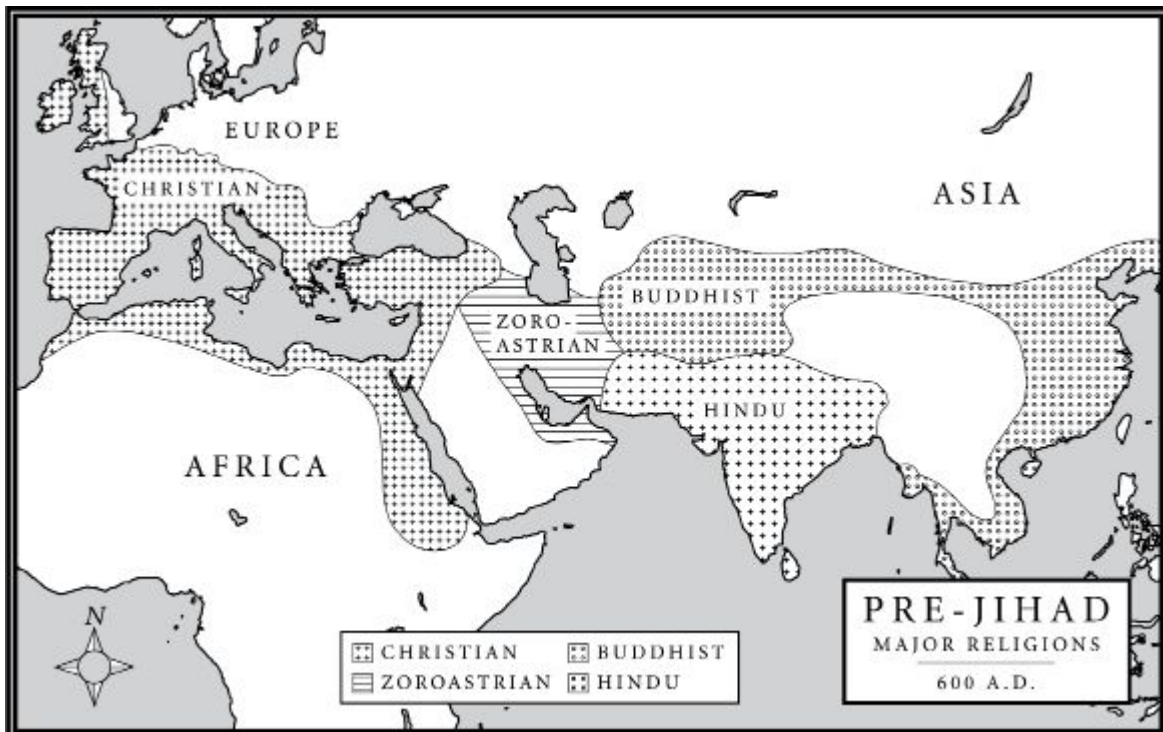 EUROPE
CHRISTIAN
ASIA
BUDDHIST
ZORO-
ASTRIAN
HINDU
AFRICA
N
CHRISTIAN
BUDDHIST
ZOROASTRIAN
HINDU
PRE-JIHAD
MAJOR RELIGIONS
600 A.D.